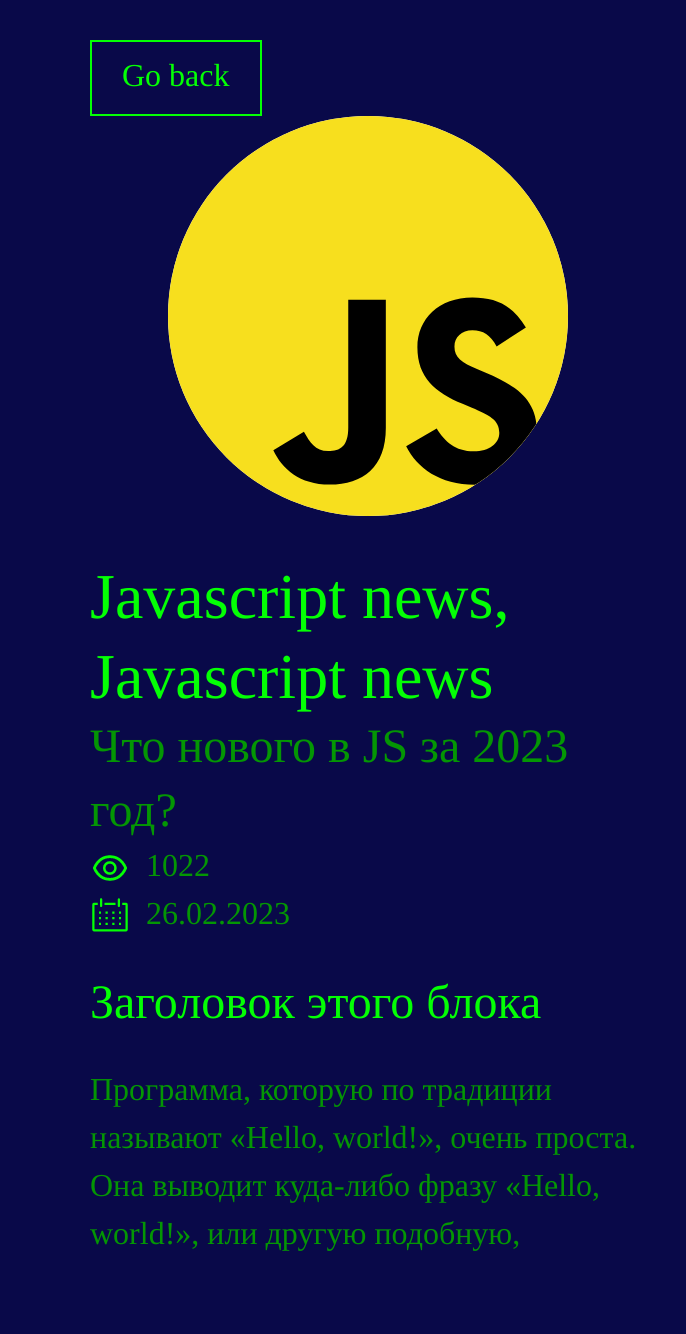 Go back
JS
Javascript news,
Javascript news
Что нового в JS за 2023
год?
1022
26.02.2023
Заголовок этого блока
Программа, которую по традиции
называют «Hello, world!», очень проста.
Она выводит куда-либо фразу «Hello,
world!», или другую подобную,